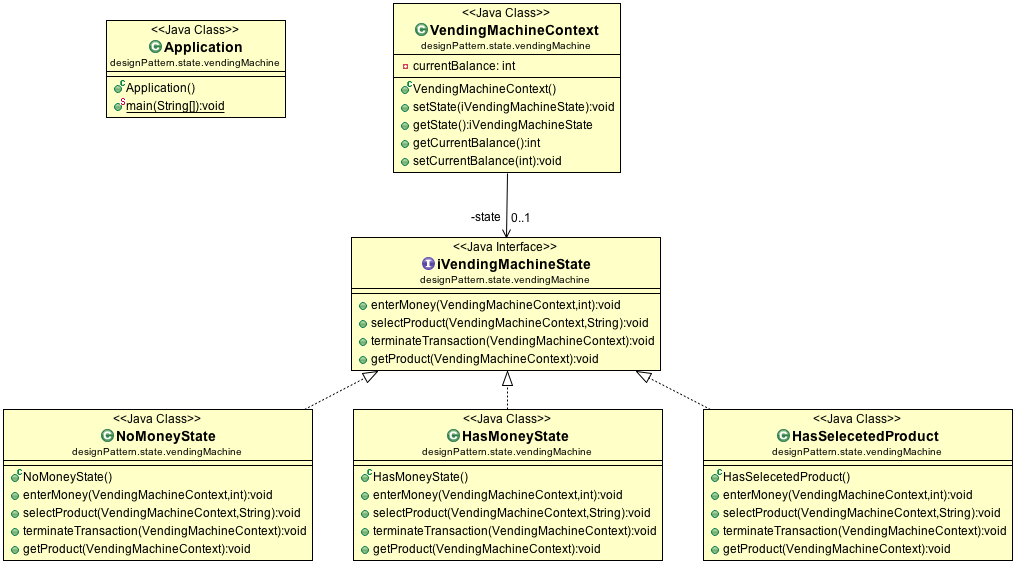 <<Java Class>>
Application
designPattern.state.vendingMachine
Application()
main(String[]):void
<<Java Class>>
VendingMachineContext
designPattern.state.vendingMachine
currentBalance: int
VendingMachineContext()
setState(iVendingMachineState):void
getState():iVendingMachineState
getCurrentBalance():int
setCurrentBalance(int):void
-state 0..1
<<Java Interface>>
iVendingMachineState
designPattern.state.vendingMachine
enterMoney(VendingMachineContext,int):void
selectProduct(VendingMachineContext,String):void
terminateTransaction(VendingMachineContext):void
getProduct(VendingMachineContext):void
<<Java Class>>
NoMoneyState
designPattern.state.vendingMachine
NoMoneyState()
enterMoney(VendingMachineContext,int):void
selectProduct(VendingMachineContext,String):void
terminateTransaction(VendingMachineContext):void
getProduct(VendingMachineContext):void
<<Java Class>>
HasMoneyState
designPattern.state.vendingMachine
HasMoneyState()
enterMoney(VendingMachineContext,int):void
selectProduct(VendingMachineContext,String):void
terminateTransaction(VendingMachineContext):void
getProduct(VendingMachineContext):void
<<Java Class>>
HasSelecetedProduct
designPattern.state.vendingMachine
HasSelecetedProduct()
enterMoney(VendingMachineContext,int):void
selectProduct(VendingMachineContext,String):void
terminateTransaction(VendingMachineContext):void
getProduct(VendingMachineContext):void